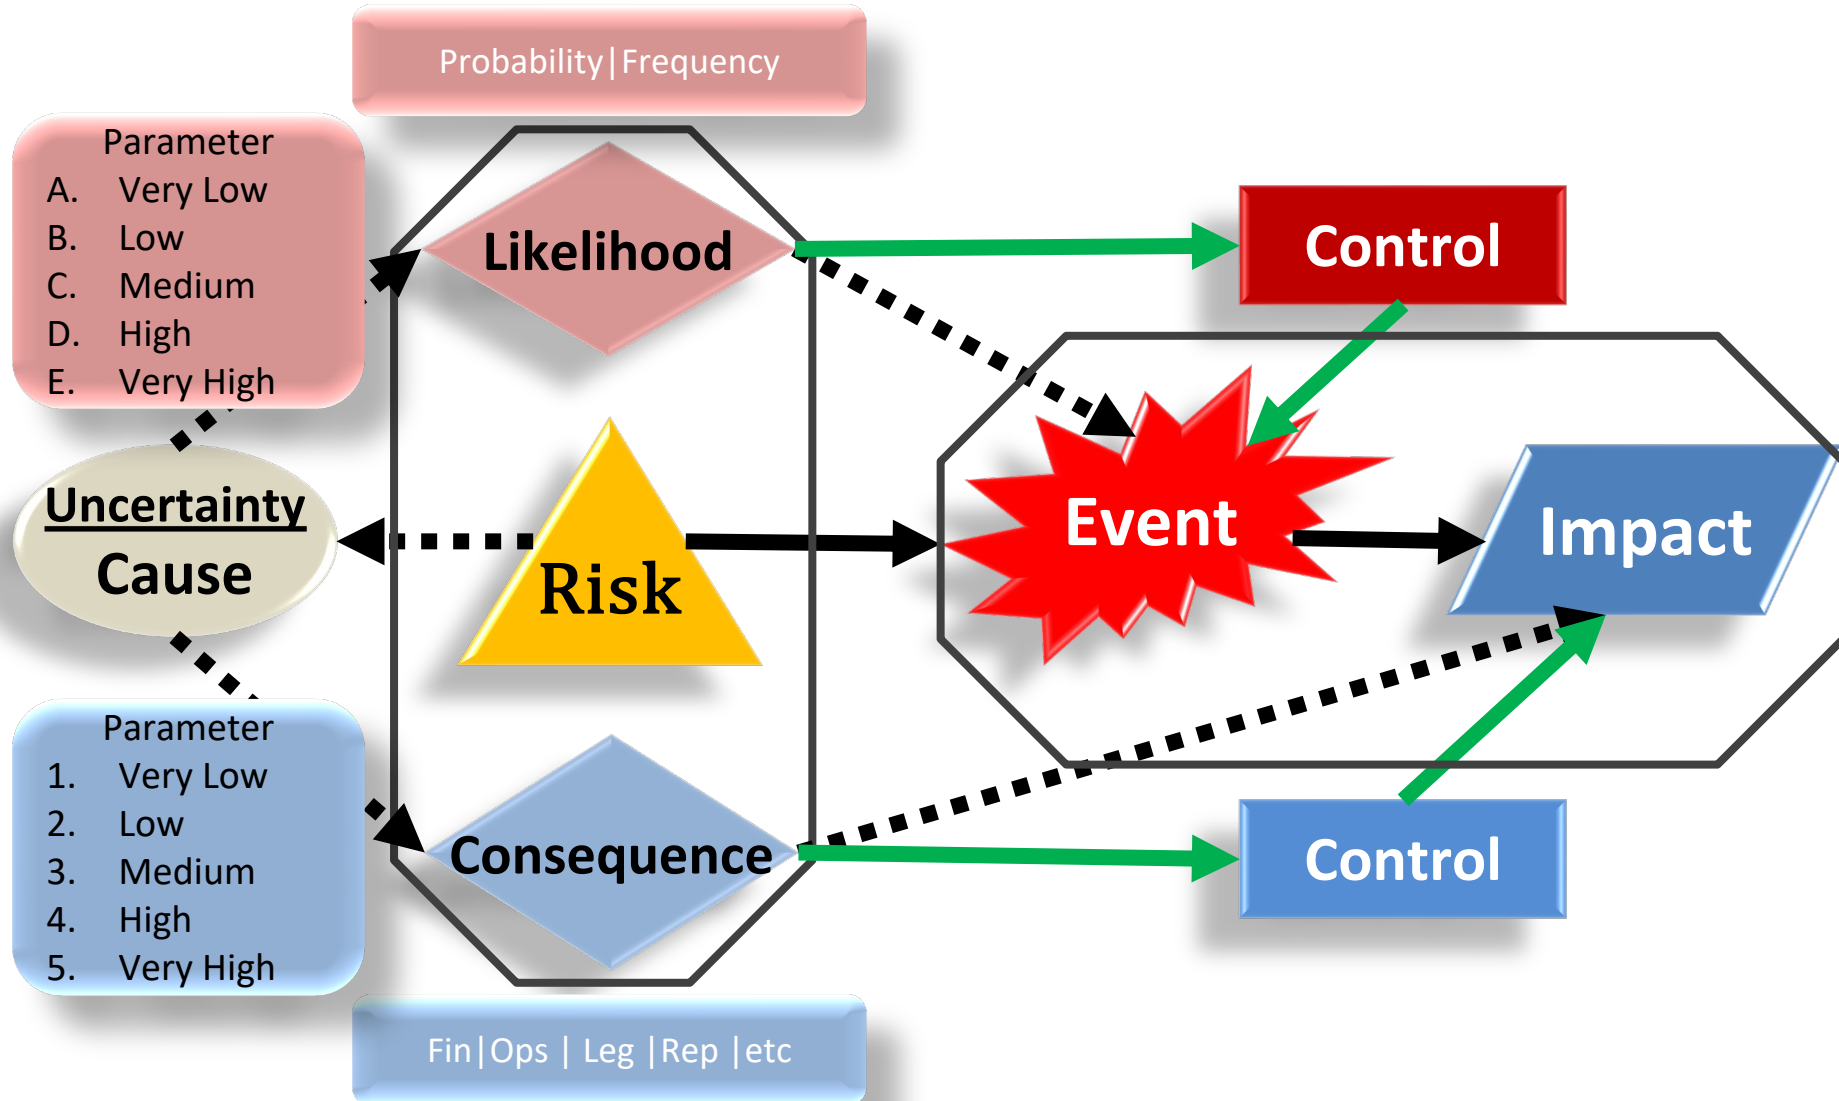 Probability|Frequency
Parameter
A. Very Low
B. Low
C. Medium
D. High
E. Very High
Likelihood
Control
Uncertainty
Cause
Risk
Event
Impact
Parameter
1. Very Low
2. Low
3. Medium
4. High
5. Very High
Consequence
Control
Fin|Ops | Leg |Rep |etc